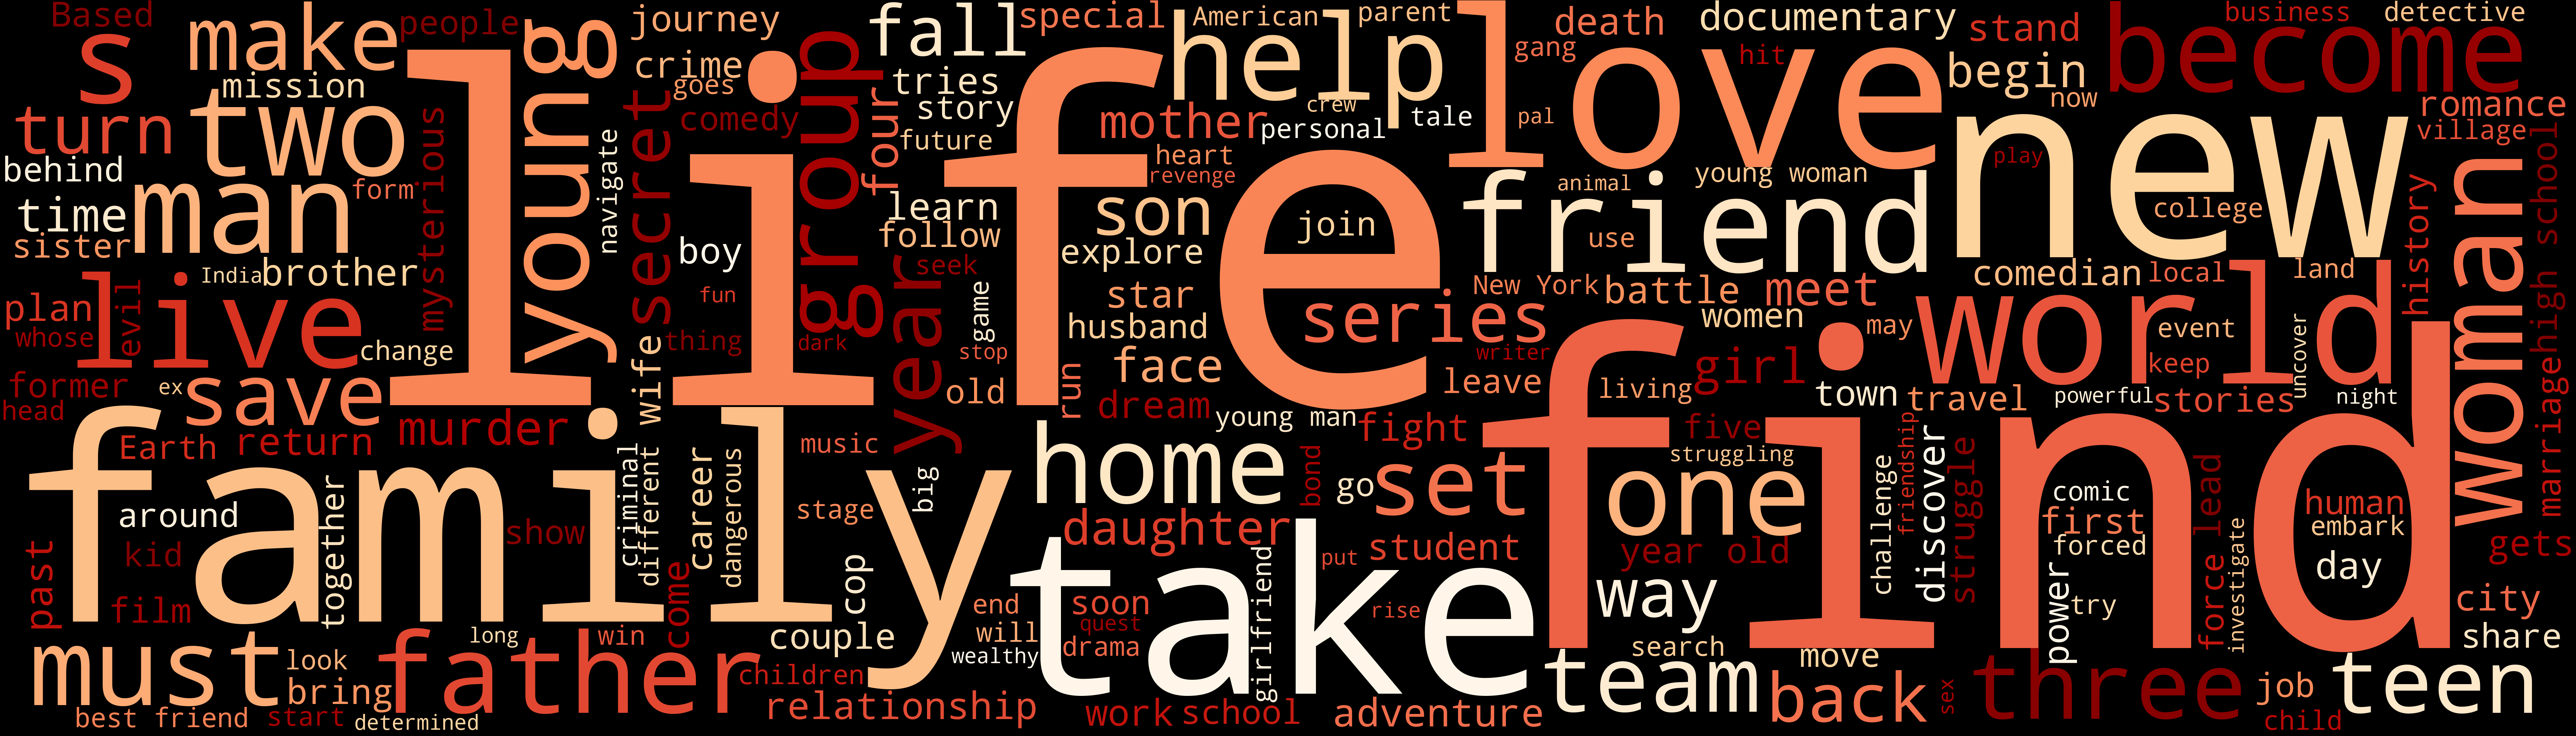 Based
people
journey
fall
special
American
parent
death
documentary
stand
business
detective
s
make
young
help
gang
love
hit
become
mission
crime
tries
begin
goes
story
crew
now
romance
turn
two
mysterious
navigate
secret
comedy
group
four
future
mother
personal
tale
pal
new
village
behind
man
form
life
heart
revenge
animal
young woman
play
time
learn
son
join
friend
college
history
woman
high school
sister
boy
follow
explore
use
India
brother
year
seek
comedian
local
land
live
evil
plan
fun
game
star
series
New York
battle
meet
world
whose
change
wife
thing
dark
stop
husband
women
may
event
uncover
former
ex
save
old
run
face
writer
leave
living
girl
keep
head
murder
dream
young man
town
travel
powerful
stories
night
marriage
Earth
return
criminal
different
career
dangerous
music
home
bond
fight
find
five
friendship
family
together
big
go
set
one
struggling
challenge
discover
struggle
comic
human
around
show
stage
daughter
first
force
lead
embark
past
kid
take
girlfriend
put
student
year old
forced
investigate
day
gets
film
come
cop
end
soon
rise
way
power
try
city
must
long
win
couple
will
quest
search
move
share
look
father
wealthy
drama
team
back
sex
three
job
teen
bring
children
relationship
best friend
start
determined
work
school
adventure
child